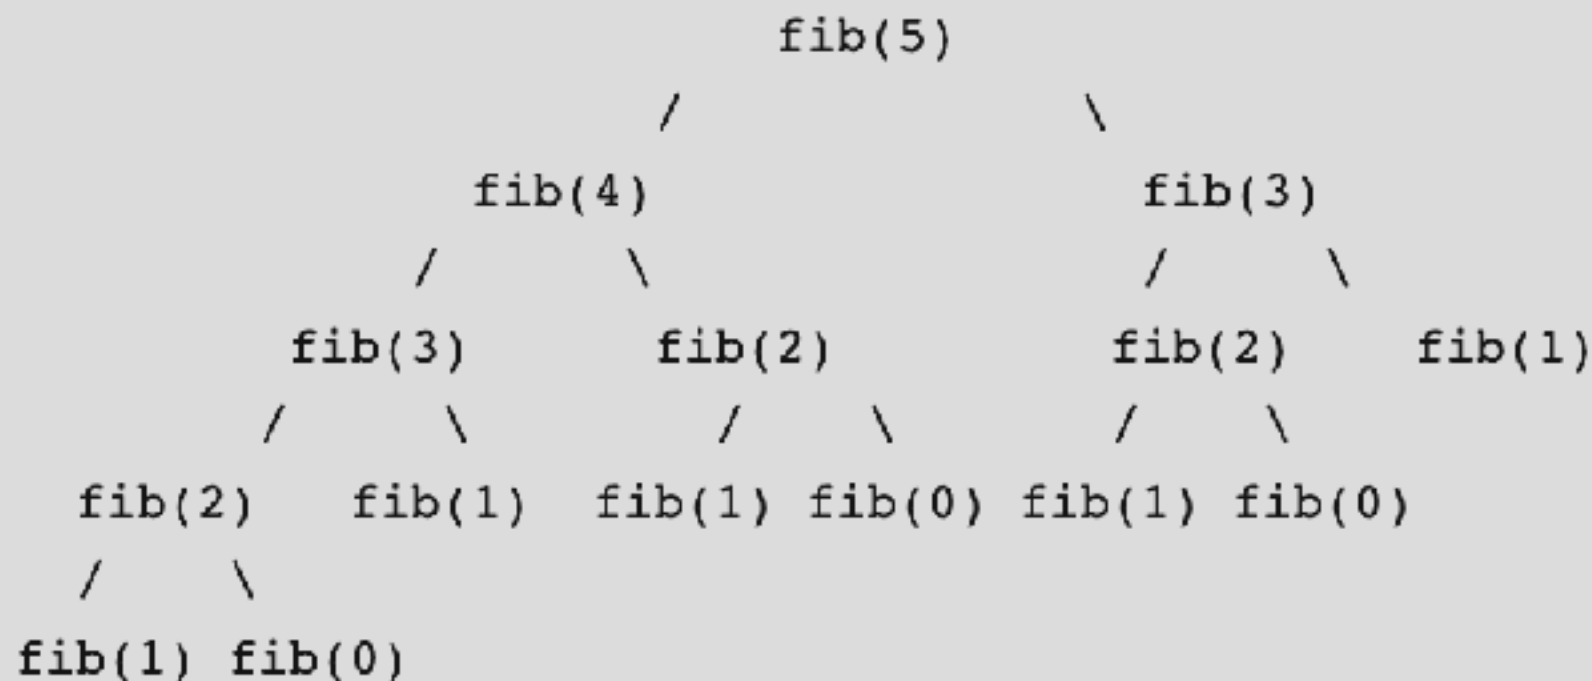 fib(5)
/ \
fib(4) fib(3)
/ \ / \
fib(3) fib(2) fib(2) fib(1)
/ \ / \ / \
fib(2) fib(1) fib(1) fib(0) fib(1) fib(0)
/ \
fib(1) fib(0)